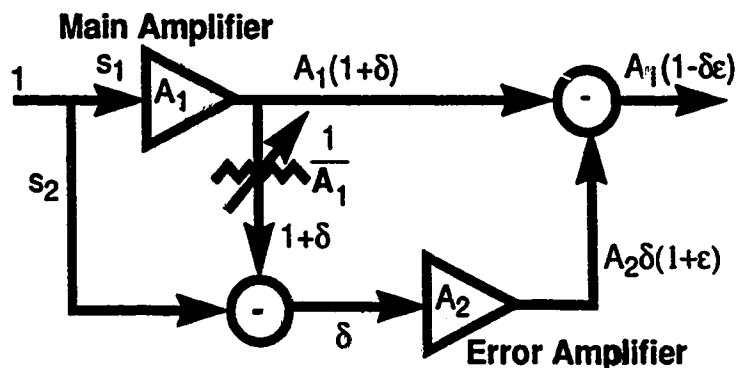 Main Amplifier
1
s1
A1
A1(1+δ)
-
A1(1-δε)
1
A1
s2
1+δ
-
δ
A2
A2δ(1+ε)
Error Amplifier